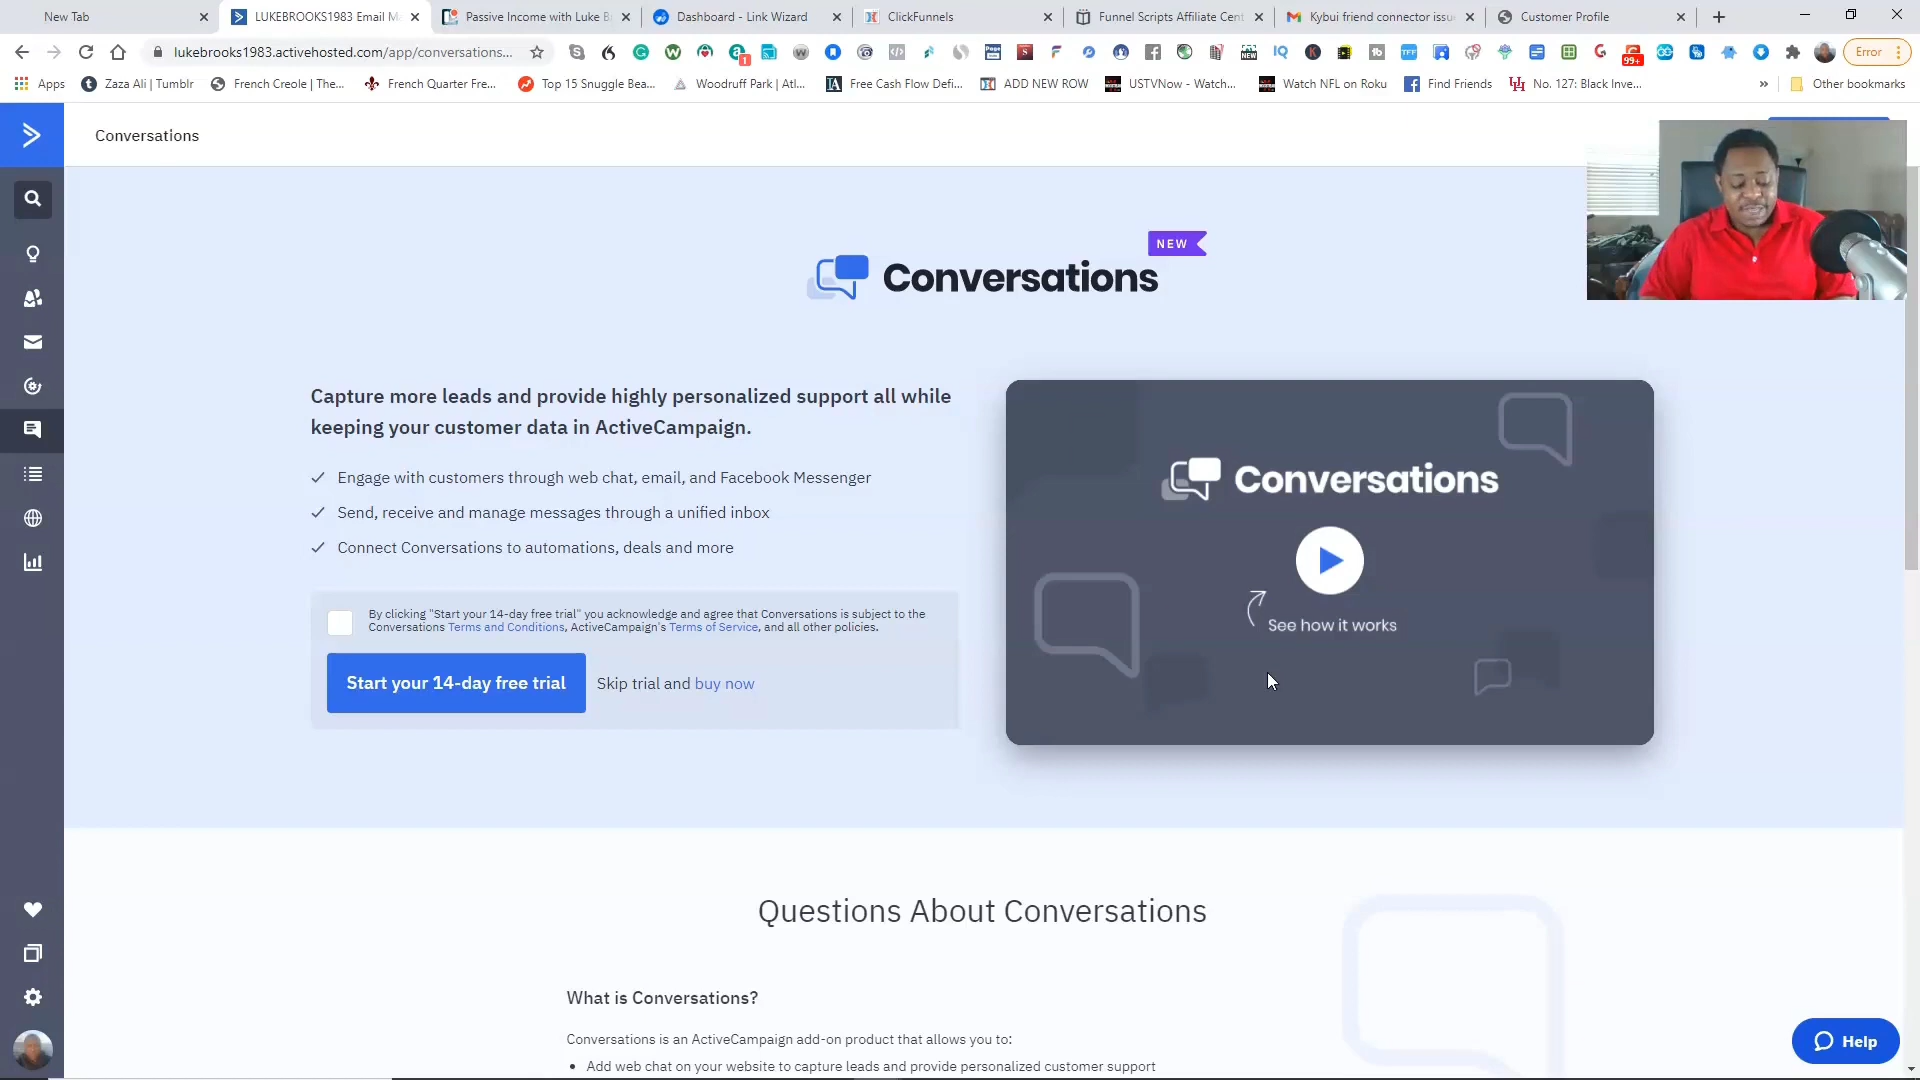 New Tab
LUKEBROOKS1983 Email M
Passive Income with Luke B
Dashboard - Link Wizard
ClickFunnels
Funnel Scripts Affiliate Cent
Kybui friend connector issu
Customer Profile
lukebrooks1983.activehosted.com/app/conversations...
Error
Apps
Zaza Ali | Tumblr
French Creole | The...
French Quarter Fre...
Top 15 Snuggle Bea...
Woodruff Park | Atl...
Free Cash Flow Defi...
ADD NEW ROW
USTVNow - Watch...
Watch NFL on Roku
Find Friends
No. 127: Black Inve...
Other bookmarks
Conversations
NEW
Conversations
Capture more leads and provide highly personalized support all while
keeping your customer data in ActiveCampaign.
Engage with customers through web chat, email, and Facebook Messenger
Send, receive and manage messages through a unified inbox
Connect Conversations to automations, deals and more
By clicking "Start your 14-day free trial" you acknowledge and agree that Conversations is subject to the
Conversations Terms and Conditions, ActiveCampaign's Terms of Service, and all other policies.
Start your 14-day free trial
Skip trial and buy now
Conversations
See how it works
Questions About Conversations
What is Conversations?
Conversations is an ActiveCampaign add-on product that allows you to:
• Add web chat on your website to capture leads and provide personalized customer support
Help